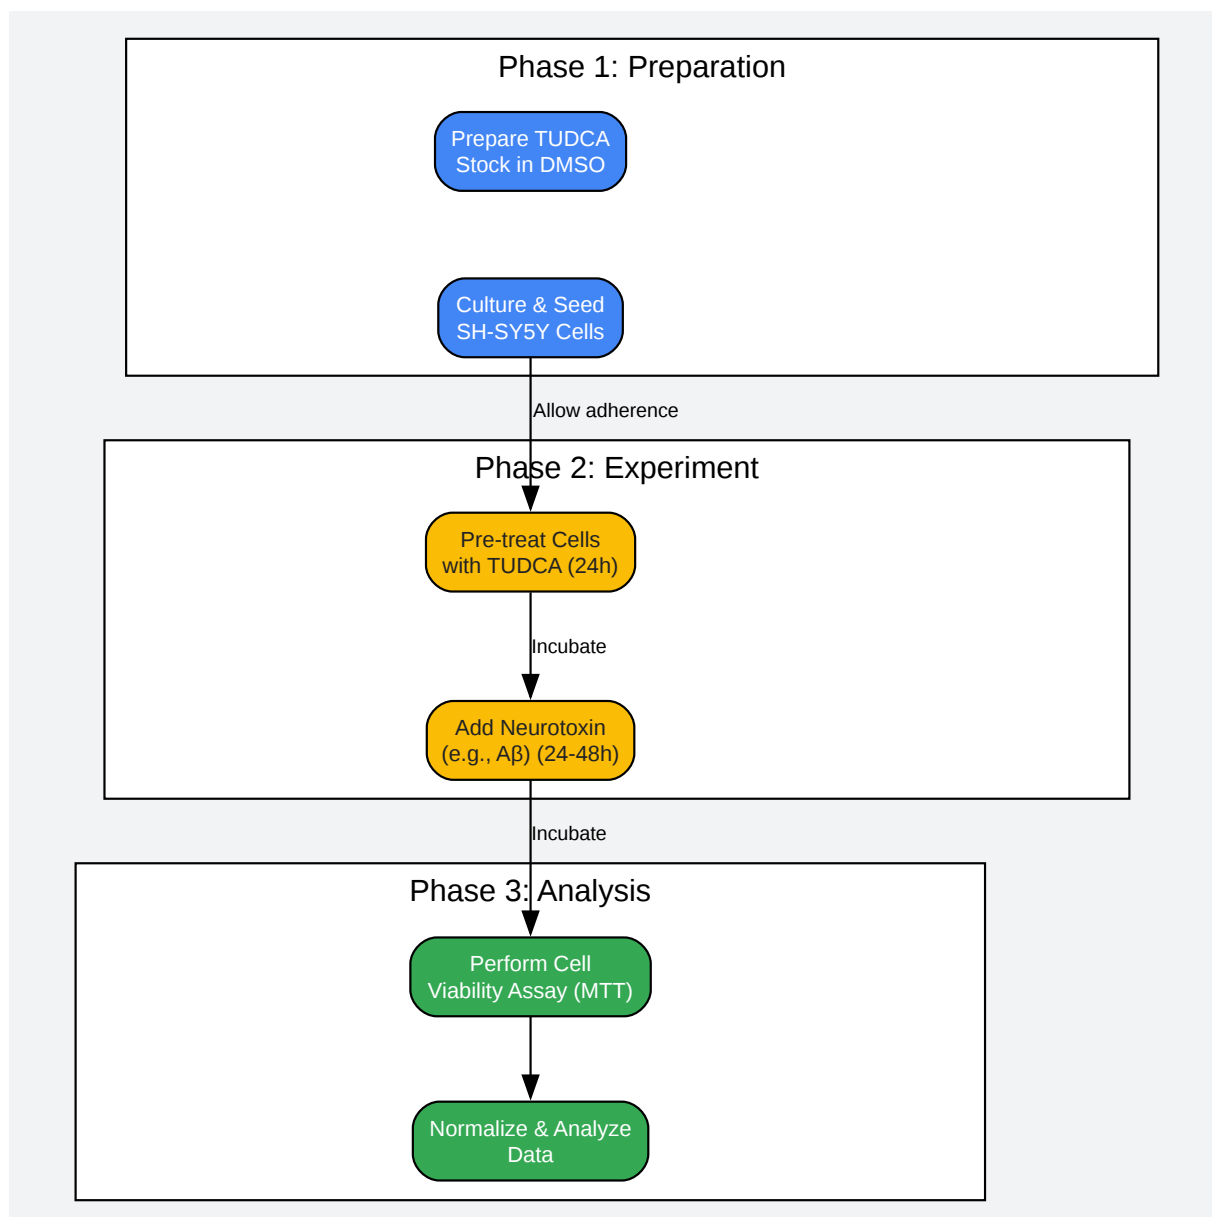 Phase 1: Preparation
Prepare TUDCA
Stock in DMSO
Culture & Seed
SH-SY5Y Cells
Allow adherence
Phase 2: Experiment
Pre-treat Cells
with TUDCA (24h)
Incubate
Add Neurotoxin
(e.g., Aβ) (24-48h)
Incubate
Phase 3: Analysis
Perform Cell
Viability Assay (MTT)
Normalize & Analyze
Data